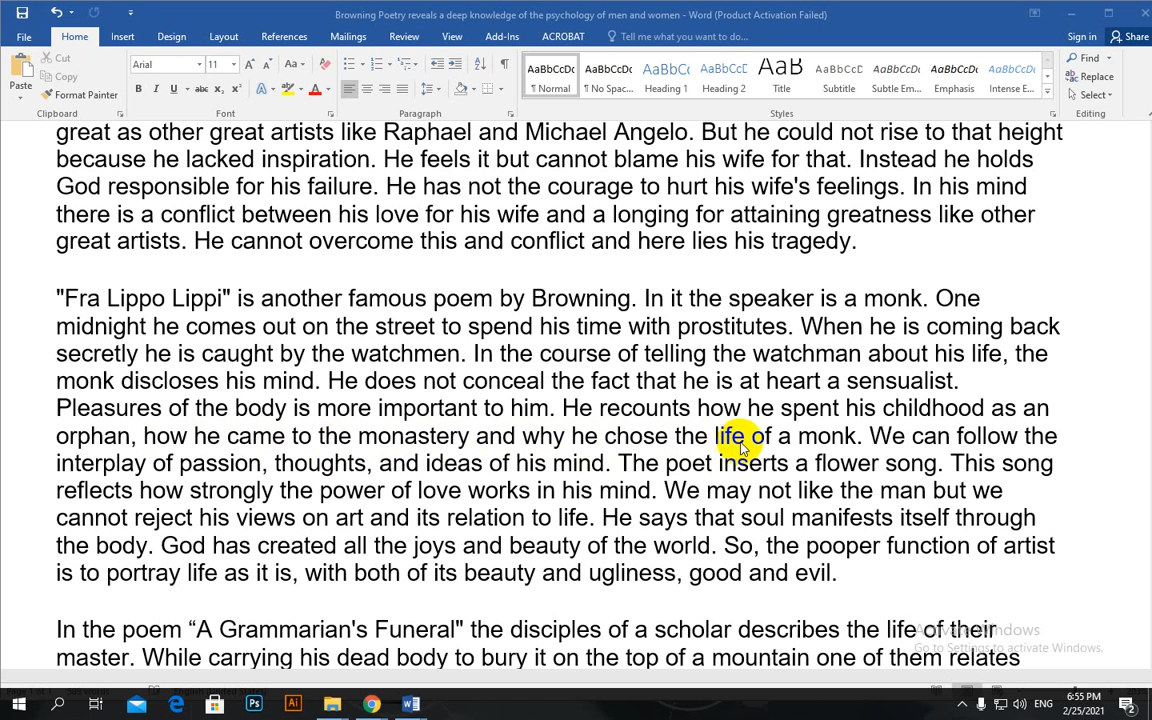 Browning Poetry reveals a deep knowledge of the psychology of men and women - Word (Product Activation Failed)
File Home Insert Design Layout References Mailings Review View Add-Ins ACROBAT Tell me what you want to do... Sign in Share
Paste
Cut
Copy
Format Painter
Clipboard
Arial 11
Font
Paragraph
AaBbCcDc AaBbCcDc AaBbCc AaBbCcD AaB AaBbCcD AaBbCcDc AaBbCcDc AaBbCcDc
¶ Normal ¶ No Spac... Heading 1 Heading 2 Title Subtitle Subtle Em... Emphasis Intense E...
Styles
Find
Replace
Select
Editing
great as other great artists like Raphael and Michael Angelo. But he could not rise to that height
because he lacked inspiration. He feels it but cannot blame his wife for that. Instead he holds
God responsible for his failure. He has not the courage to hurt his wife's feelings. In his mind
there is a conflict between his love for his wife and a longing for attaining greatness like other
great artists. He cannot overcome this and conflict and here lies his tragedy.
"Fra Lippo Lippi" is another famous poem by Browning. In it the speaker is a monk. One
midnight he comes out on the street to spend his time with prostitutes. When he is coming back
secretly he is caught by the watchmen. In the course of telling the watchman about his life, the
monk discloses his mind. He does not conceal the fact that he is at heart a sensualist.
Pleasures of the body is more important to him. He recounts how he spent his childhood as an
orphan, how he came to the monastery and why he chose the life of a monk. We can follow the
interplay of passion, thoughts, and ideas of his mind. The poet inserts a flower song. This song
reflects how strongly the power of love works in his mind. We may not like the man but we
cannot reject his views on art and its relation to life. He says that soul manifests itself through
the body. God has created all the joys and beauty of the world. So, the pooper function of artist
is to portray life as it is, with both of its beauty and ugliness, good and evil.
In the poem “A Grammarian's Funeral" the disciples of a scholar describes the life of their
master. While carrying his dead body to bury it on the top of a mountain one of them relates
Activate Windows
Go to Settings to activate Windows.
ENG
6:55 PM
2/25/2021
2